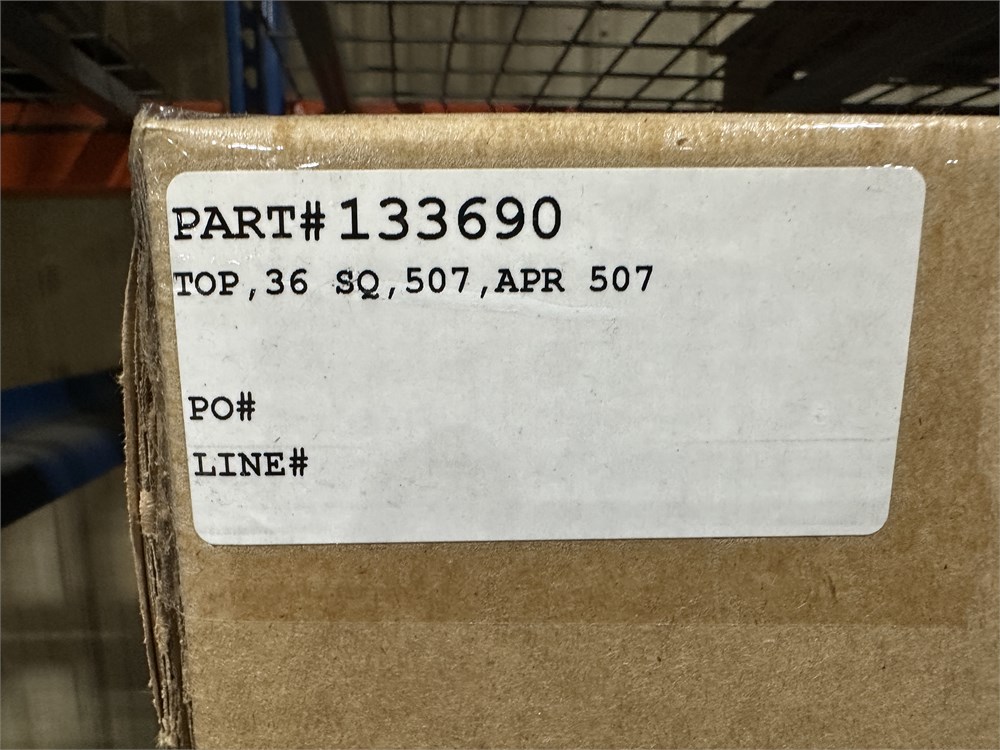 PART#133690
TOP,36 SQ,507,APR 507
PO#
LINE#